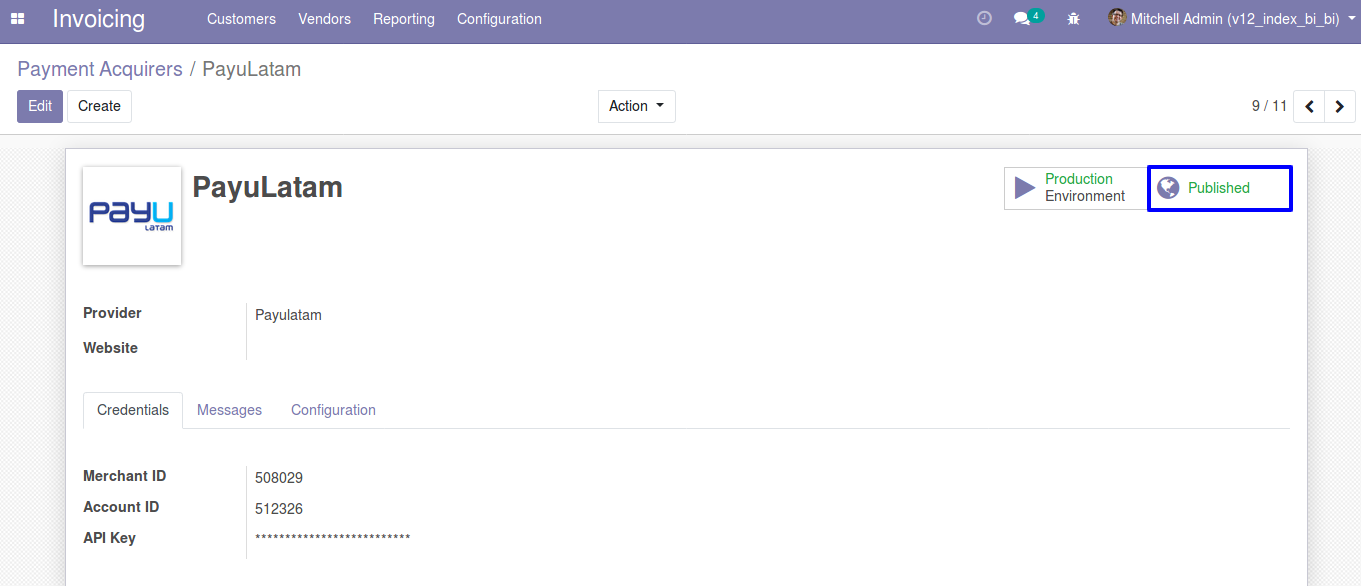 Invoicing Customers Vendors Reporting Configuration 4 Mitchell Admin (v12_index_bi_bi)
Payment Acquirers / PayuLatam
Edit Create Action 9 / 11
PayU LATAM
PayuLatam
Production
Environment
Published
Provider Payulatam
Website
Credentials Messages Configuration
Merchant ID 508029
Account ID 512326
API Key **************************